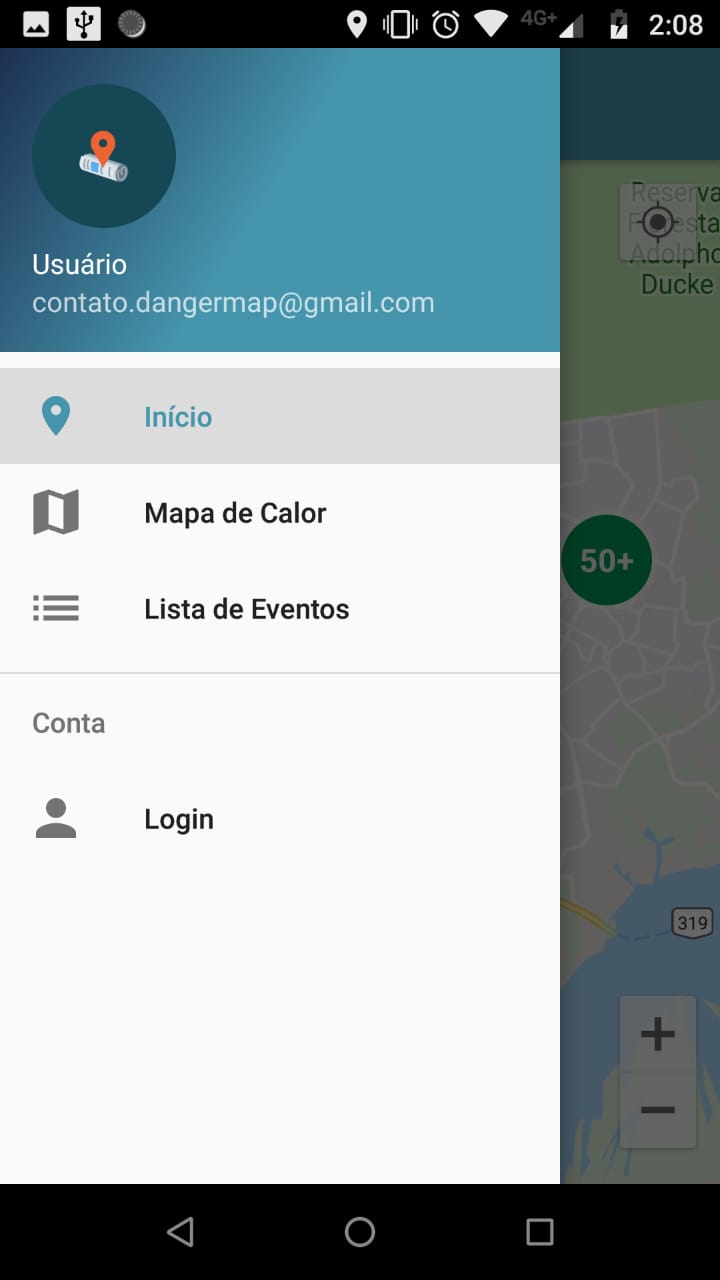 4G+ 2:08
Usuário
contato.dangermap@gmail.com
Início
Mapa de Calor
Lista de Eventos
Conta
Login
Reserva
Foresta
Adolpho
Ducke
50+
319